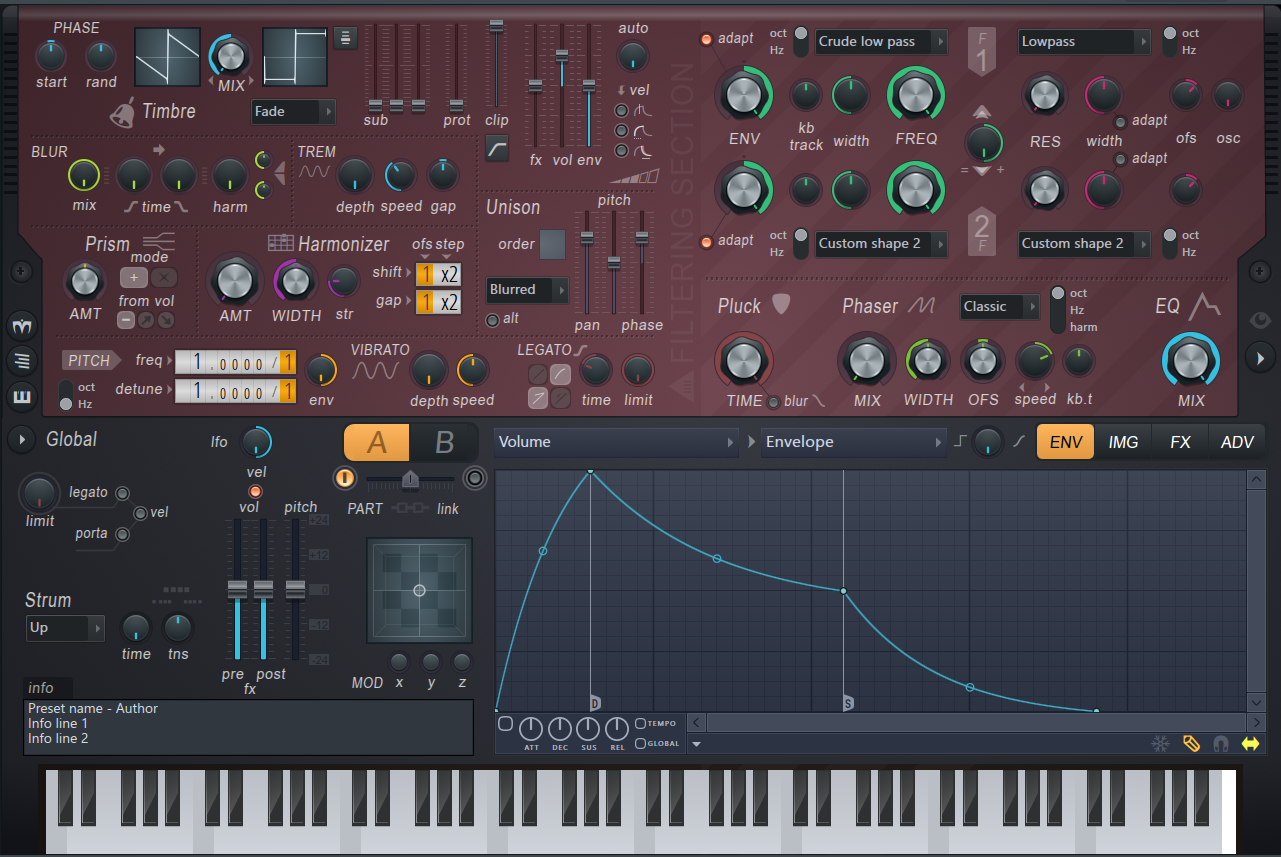 PHASE
start rand
MIX
Timbre
Fade
sub prot clip
fx vol env
auto
vel
adapt
oct
Hz
Crude low pass
F
1
Lowpass
oct
Hz
ENV
kb
track
width
FREQ
RES
width
adapt
ofs
osc
= +
adapt
BLUR
mix
time
harm
TREM
depth speed gap
FILTERING SECTION
adapt
oct
Hz
Custom shape 2
2
F
Custom shape 2
oct
Hz
Unison
pitch
order
Blurred
alt
pan phase
Prism
mode
+ ×
from vol
AMT
Harmonizer
ofs step
shift 1 x2
gap 1 x2
AMT WIDTH str
PITCH
freq 1.0000/1
oct
Hz
detune 1.0000/1
env
VIBRATO
depth speed
LEGATO
time limit
Pluck
TIME blur
Phaser
Classic
oct
Hz
harm
MIX WIDTH OFS speed kb.t
EQ
MIX
Global
lfo
vel
A B
Volume
Envelope
ENV IMG FX ADV
limit
legato
vel
porta
vol
pitch
+24
+12
0
-12
-24
PART link
Strum
Up
time tns
pre post
fx
MOD x y z
D
S
info
Preset name - Author
Info line 1
Info line 2
ATT DEC SUS REL
TEMPO
GLOBAL